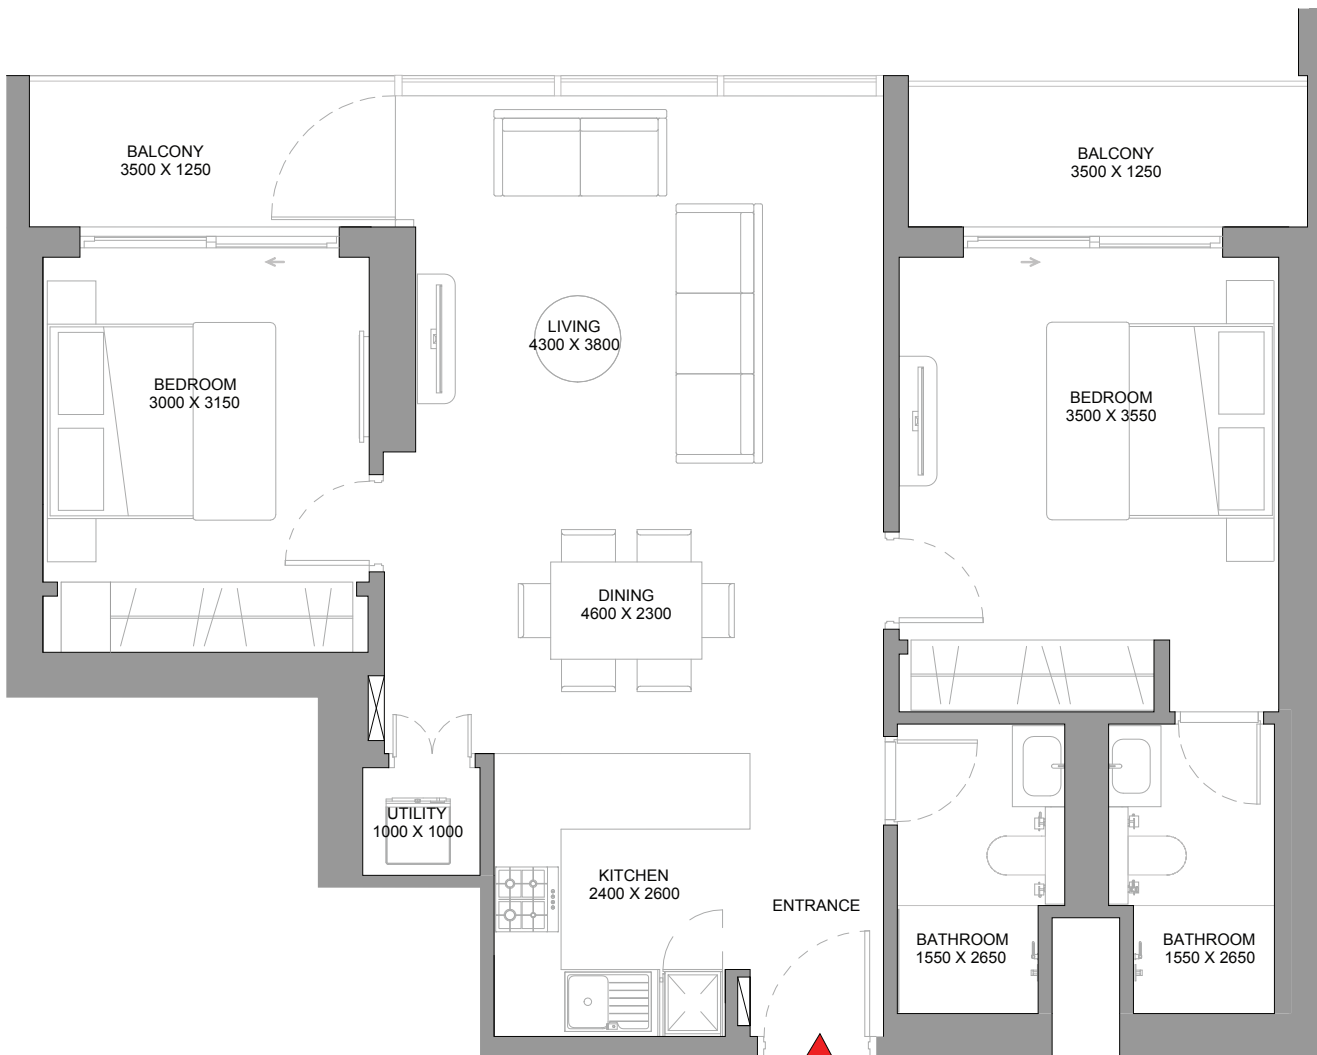 BALCONY
3500 X 1250
BALCONY
3500 X 1250
LIVING
4300 X 3800
BEDROOM
3000 X 3150
BEDROOM
3500 X 3550
DINING
4600 X 2300
UTILITY
1000 X 1000
KITCHEN
2400 X 2600
ENTRANCE
BATHROOM
1550 X 2650
BATHROOM
1550 X 2650